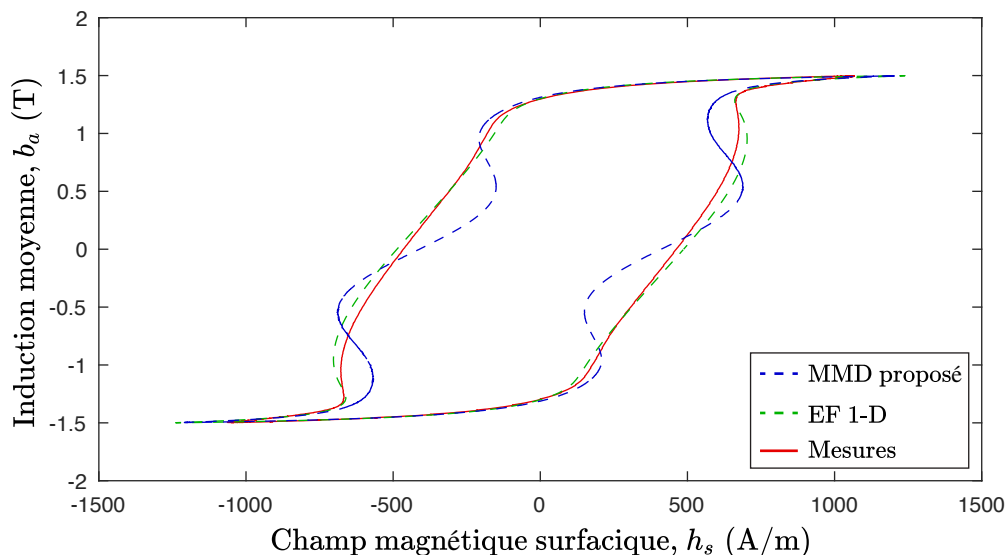 2
1.5
1
0.5
0
-0.5
-1
-1.5
-2
-1500 -1000 -500 0 500 1000 1500
Induction moyenne, b_a (T)
Champ magnétique surfacique, h_s (A/m)
MMD proposé
EF 1-D
Mesures